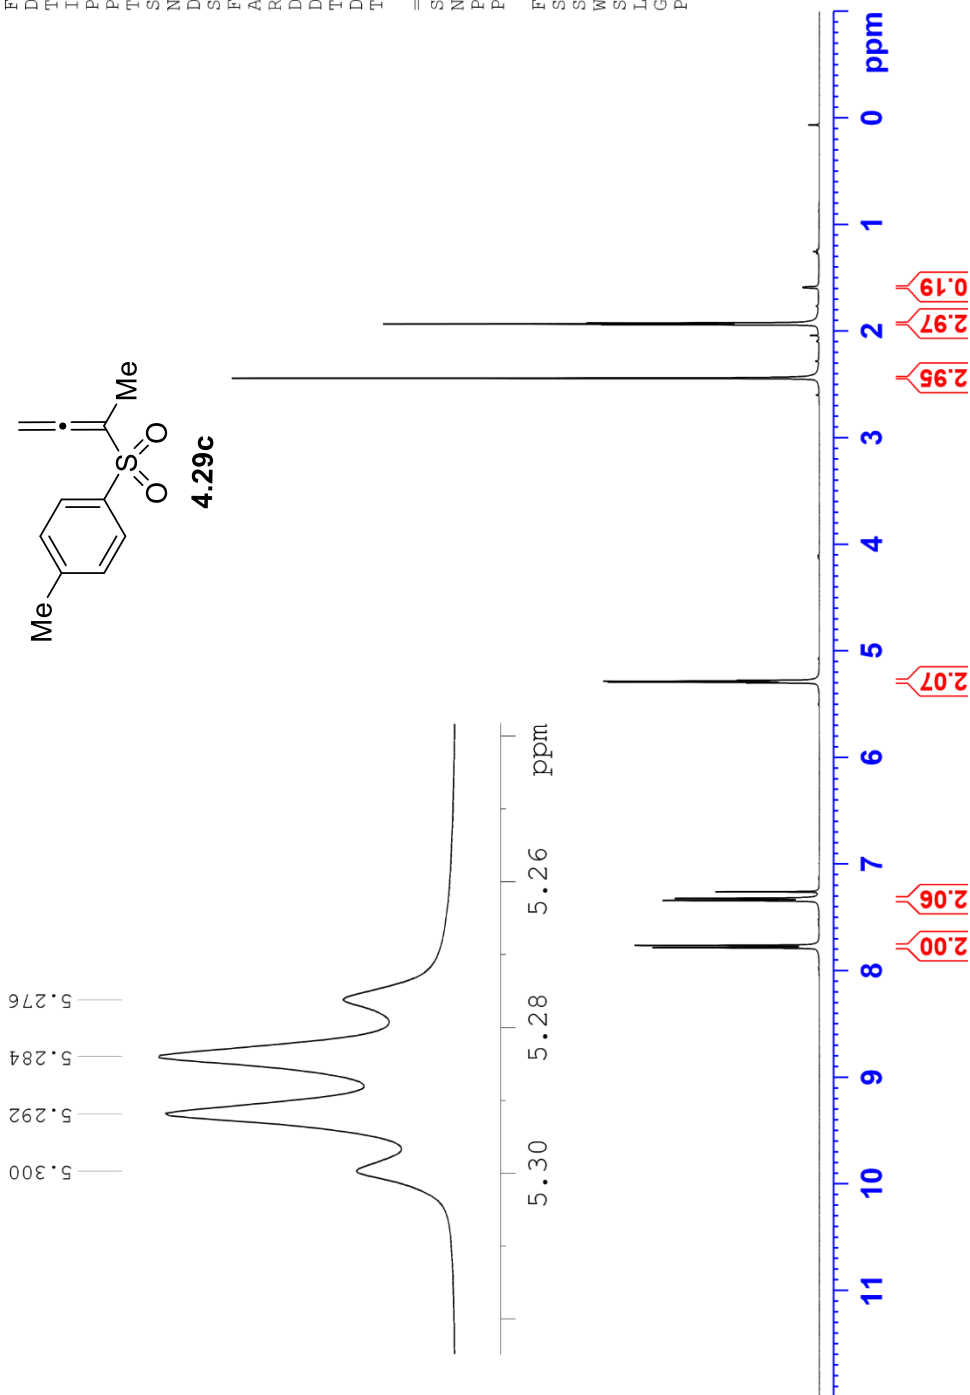 F
D
T
I
P
P
T
S
N
D
S
F
A
R
D
D
T
D
T
=
S
N
P
P
F
S
S
W
S
L
G
P
Me
S
O
O
Me
4.29c
5.300
5.292
5.284
5.276
5.30 5.28 5.26 ppm
11 10 9 8 7 6 5 4 3 2 1 0 ppm
2.00
2.06
2.07
2.95
2.97
0.19